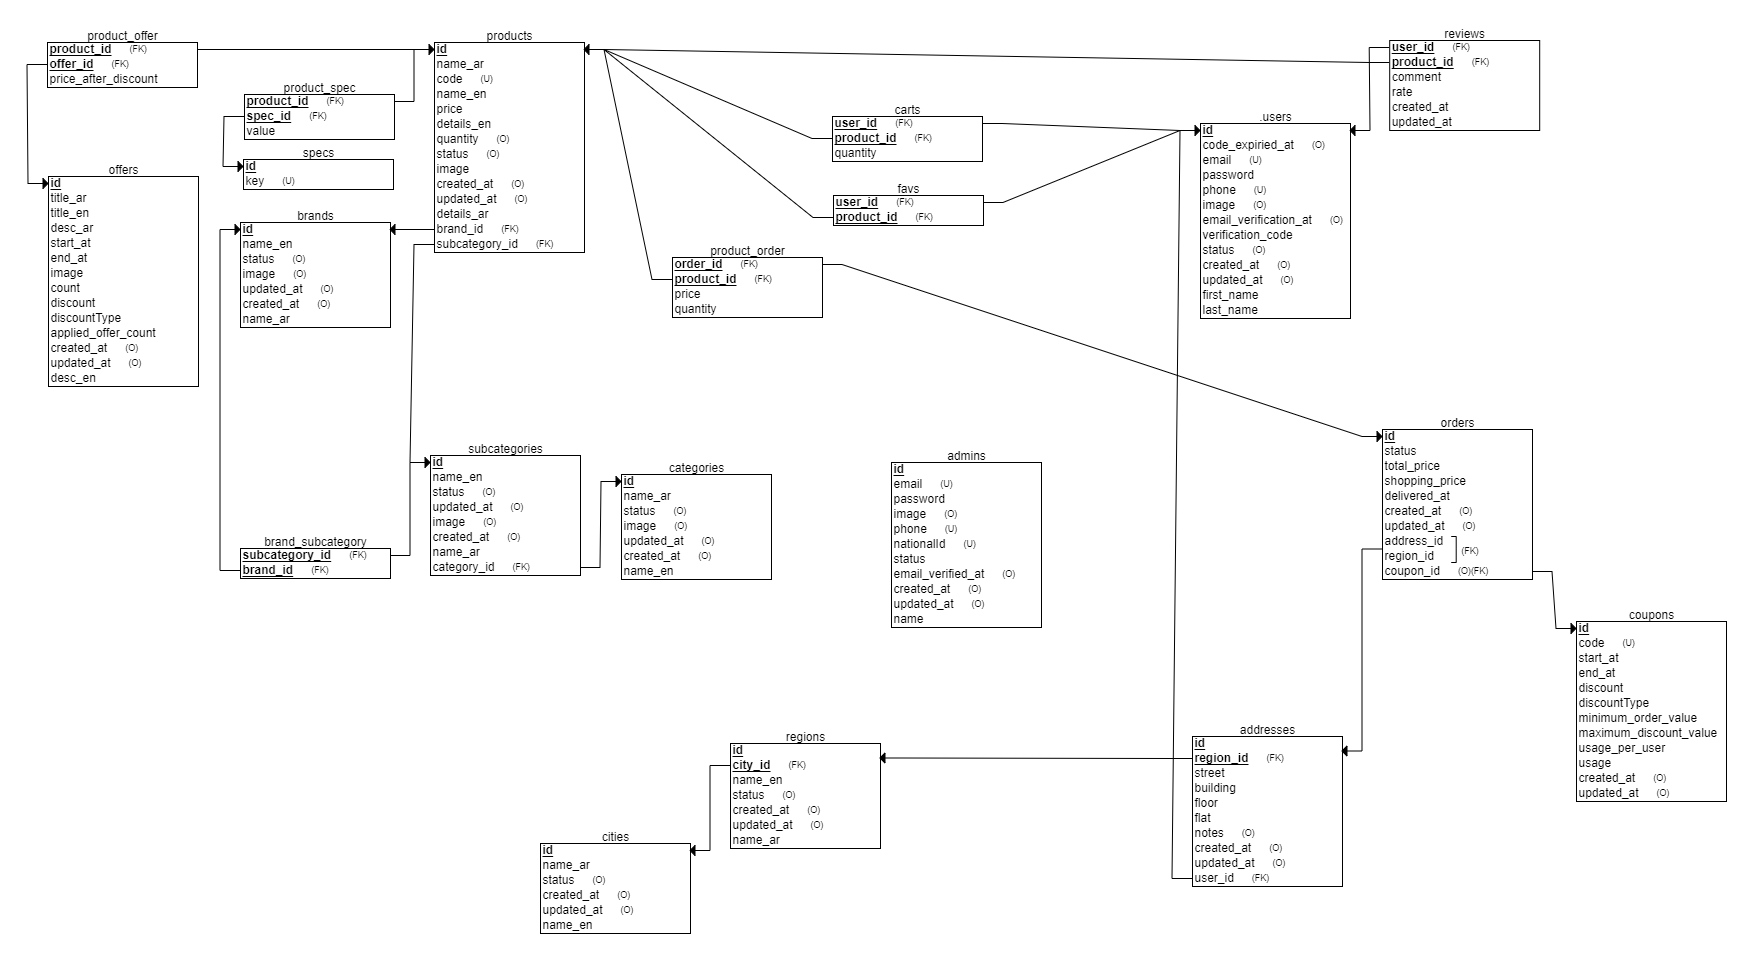 product_offer
product_id (FK)
offer_id (FK)
price_after_discount
product_spec
product_id (FK)
spec_id (FK)
value
specs
id
key (U)
offers
id
title_ar
title_en
desc_ar
start_at
end_at
image
count
discount
discountType
applied_offer_count
created_at (O)
updated_at (O)
desc_en
brands
id
name_en
status (O)
image (O)
updated_at (O)
created_at (O)
name_ar
products
id
name_ar
code (U)
name_en
price
details_en
quantity (O)
status (O)
image
created_at (O)
updated_at (O)
details_ar
brand_id (FK)
subcategory_id (FK)
carts
user_id (FK)
product_id (FK)
quantity
favs
user_id (FK)
product_id (FK)
product_order
order_id (FK)
product_id (FK)
price
quantity
.users
id
code_expiried_at (O)
email (U)
password
phone (U)
image (O)
email_verification_at (O)
verification_code
status (O)
created_at (O)
updated_at (O)
first_name
last_name
reviews
user_id (FK)
product_id (FK)
comment
rate
created_at
updated_at
brand_subcategory
subcategory_id (FK)
brand_id (FK)
subcategories
id
name_en
status (O)
updated_at (O)
image (O)
created_at (O)
name_ar
category_id (FK)
categories
id
name_ar
status (O)
image (O)
updated_at (O)
created_at (O)
name_en
admins
id
email (U)
password
image (O)
phone (U)
nationalId (U)
status
email_verified_at (O)
created_at (O)
updated_at (O)
name
orders
id
status
total_price
shopping_price
delivered_at
created_at (O)
updated_at (O)
address_id
region_id (FK)
coupon_id (O)(FK)
coupons
id
code (U)
start_at
end_at
discount
discountType
minimum_order_value
maximum_discount_value
usage_per_user
usage
created_at (O)
updated_at (O)
regions
id
city_id (FK)
name_en
status (O)
created_at (O)
updated_at (O)
name_ar
cities
id
name_ar
status (O)
created_at (O)
updated_at (O)
name_en
addresses
id
region_id (FK)
street
building
floor
flat
notes (O)
created_at (O)
updated_at (O)
user_id (FK)